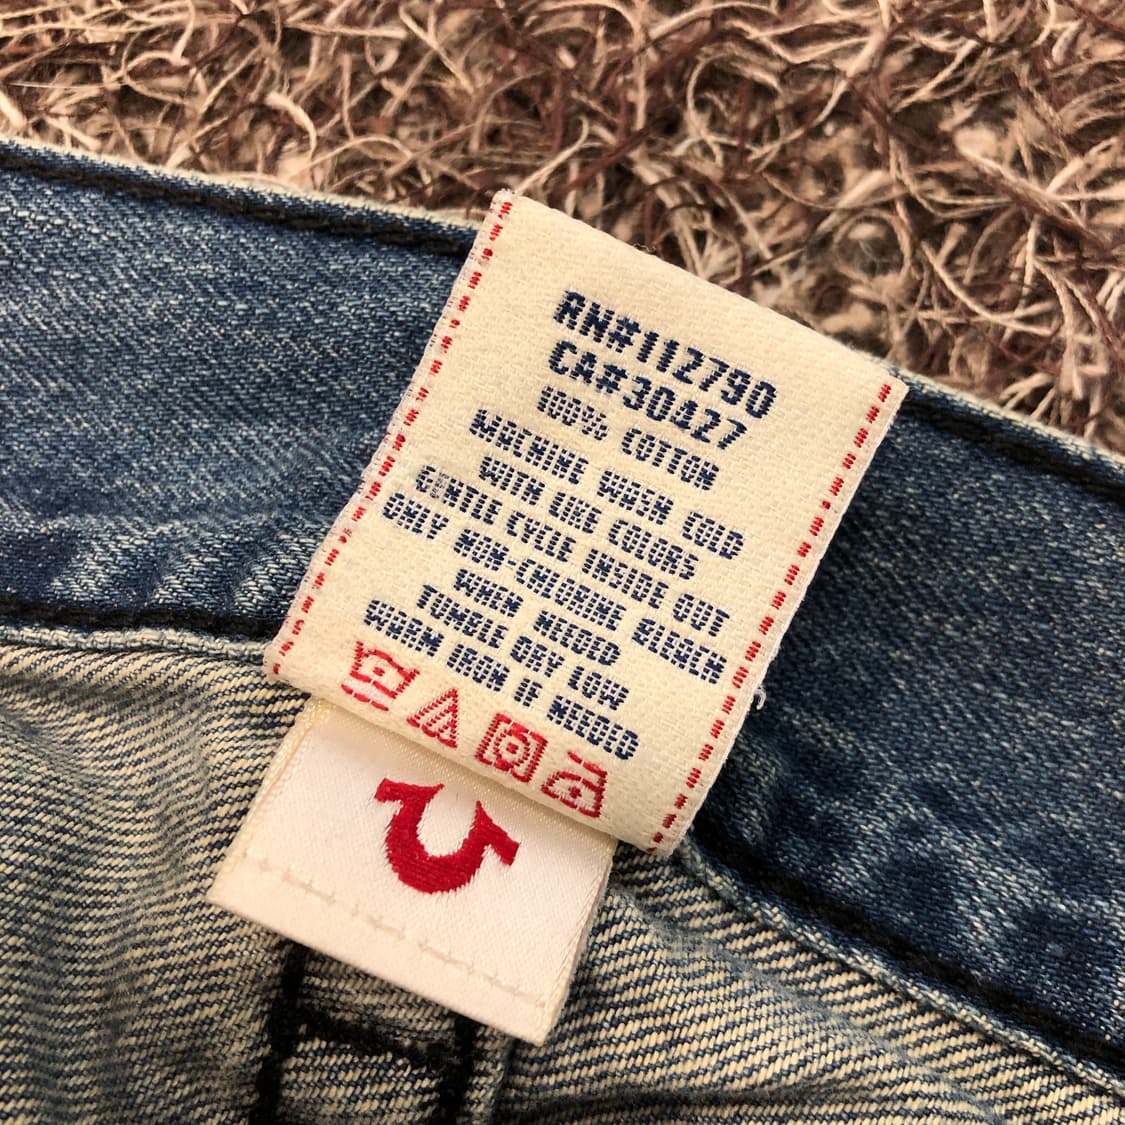 RN#112790
CA#30427
100% COTTON
MACHINE WASH COLD
WITH LIKE COLORS
GENTLE CYCLE INSIDE OUT
ONLY NON-CHLORINE BLEACH
WHEN NEEDED
TUMBLE DRY LOW
WARM IRON IF NEEDED